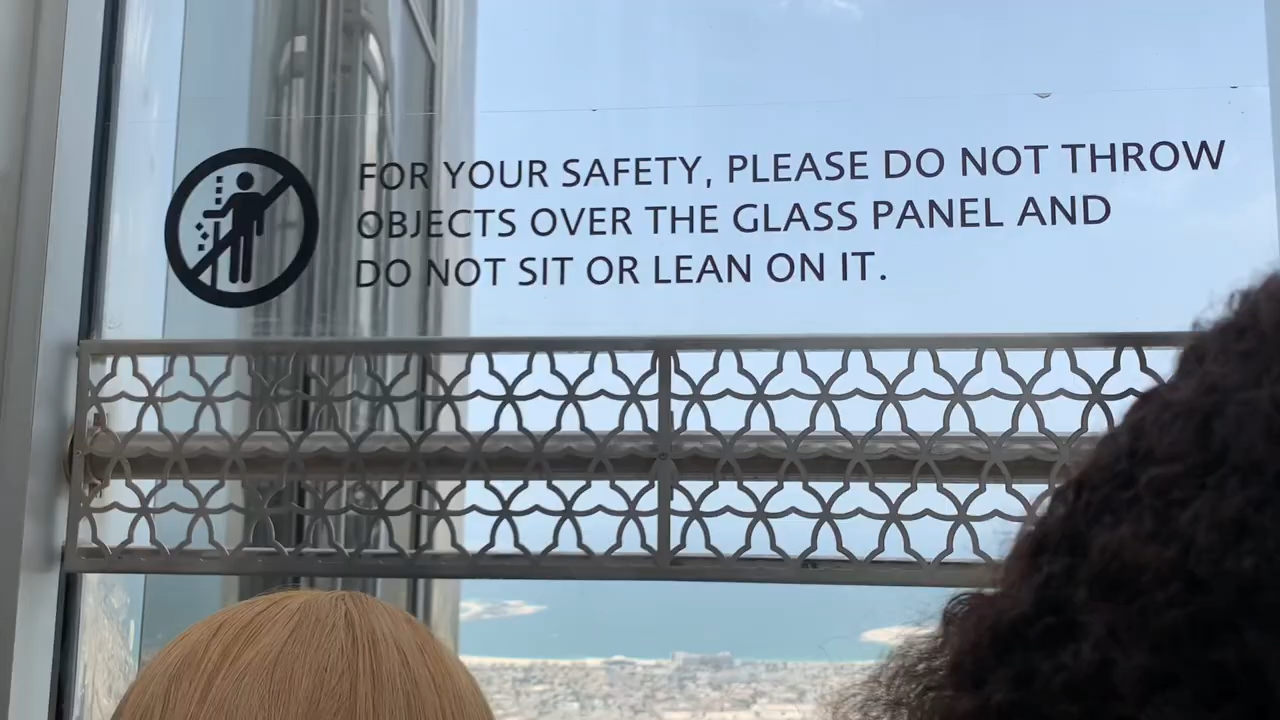 FOR YOUR SAFETY, PLEASE DO NOT THROW
OBJECTS OVER THE GLASS PANEL AND
DO NOT SIT OR LEAN ON IT.